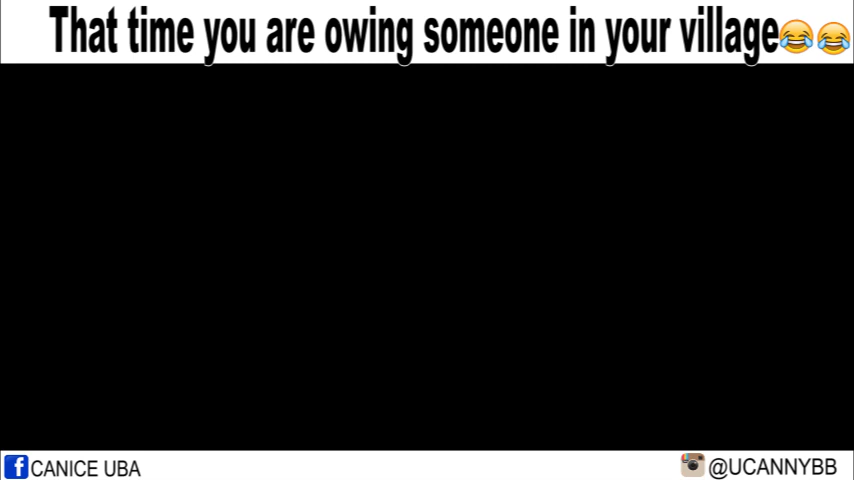 That time you are owing someone in your village😂😂
CANICE UBA
@UCANNYBB